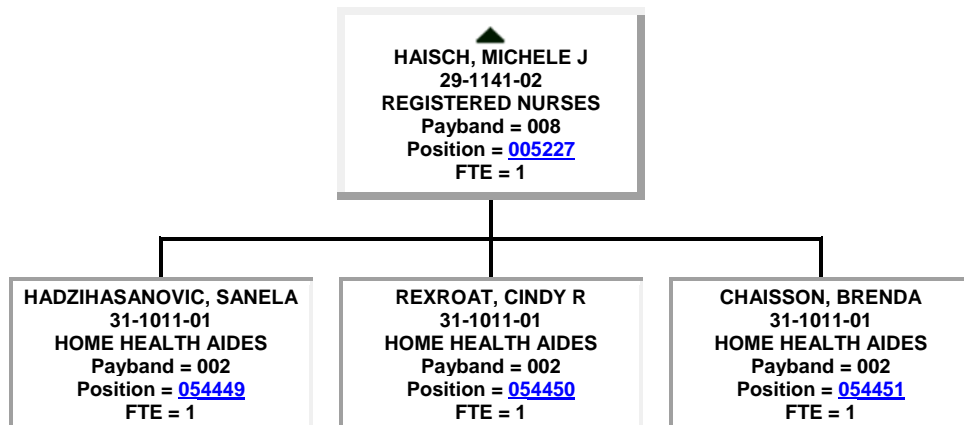 HAISCH, MICHELE J
29-1141-02
REGISTERED NURSES
Payband = 008
Position = 005227
FTE = 1
HADZIHASANOVIC, SANELA
31-1011-01
HOME HEALTH AIDES
Payband = 002
Position = 054449
FTE = 1
REXROAT, CINDY R
31-1011-01
HOME HEALTH AIDES
Payband = 002
Position = 054450
FTE = 1
CHAISSON, BRENDA
31-1011-01
HOME HEALTH AIDES
Payband = 002
Position = 054451
FTE = 1